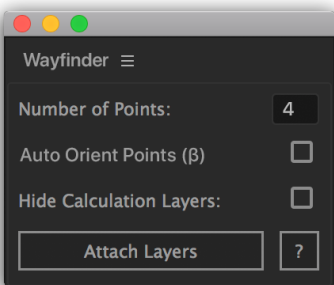 Wayfinder ≡
Number of Points: 4
Auto Orient Points (β)
Hide Calculation Layers:
Attach Layers ?